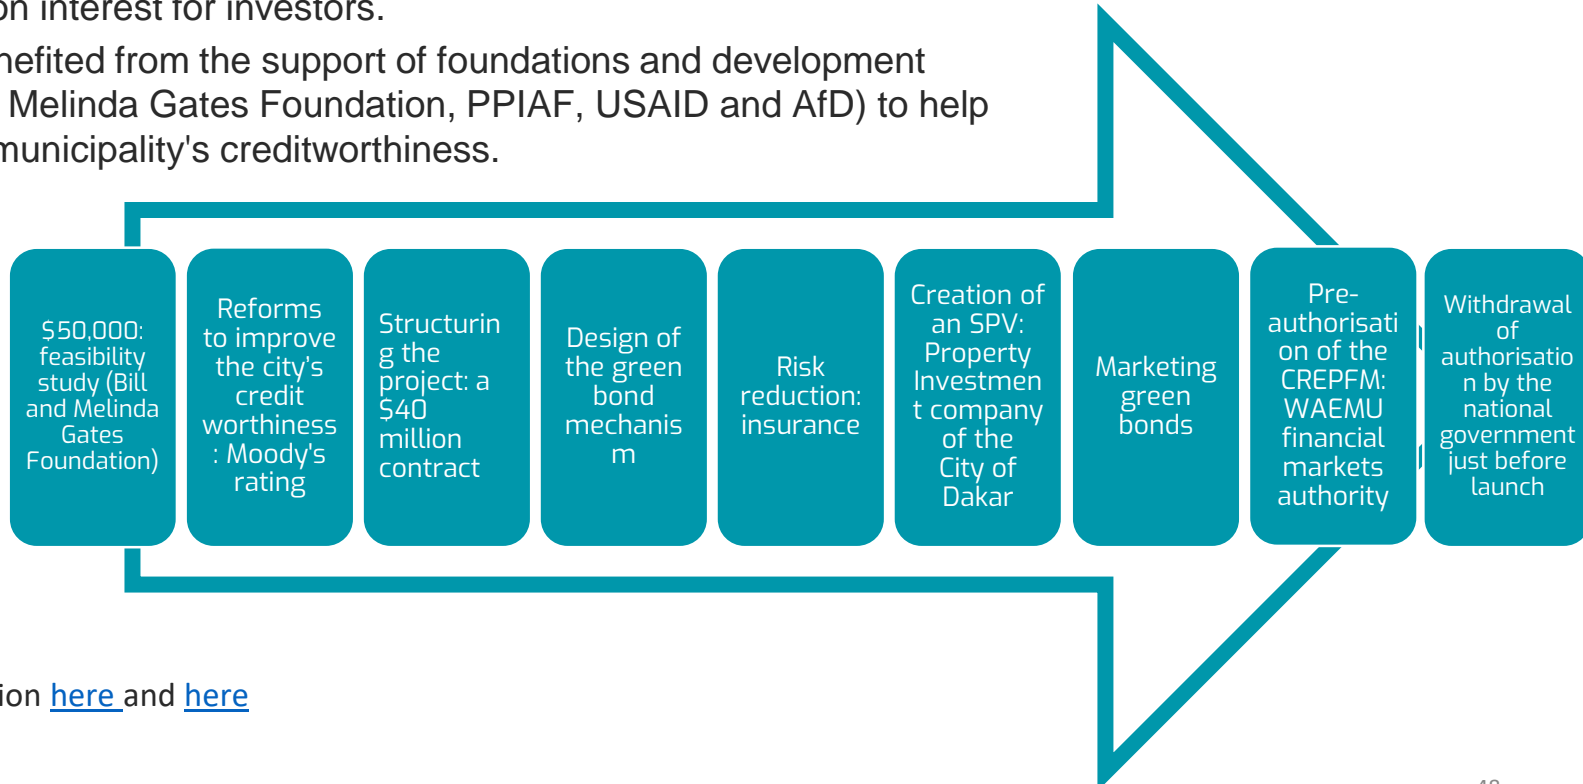 on interest for investors.
nefited from the support of foundations and development
Melinda Gates Foundation, PPIAF, USAID and AfD) to help
municipality's creditworthiness.
$50,000:
feasibility
study (Bill
and Melinda
Gates
Foundation)
Reforms
to improve
the city's
credit
worthiness
: Moody's
rating
Structurin
g the
project: a
$40
million
contract
Design of
the green
bond
mechanis
m
Risk
reduction:
insurance
Creation of
an SPV:
Property
Investmen
t company
of the
City of
Dakar
Marketing
green
bonds
Pre-
authorisati
on of the
CREPFM:
WAEMU
financial
markets
authority
Withdrawal
of
authorisatio
n by the
national
government
just before
launch
ion here and here